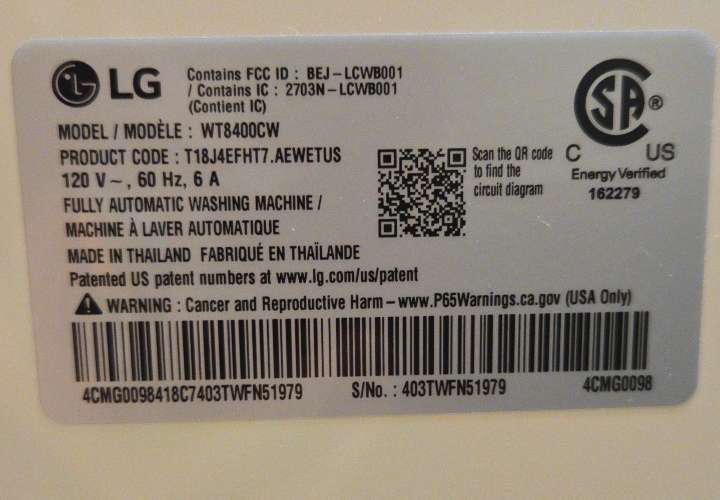 LG
Contains FCC ID : BEJ-LCWB001
/ Contains IC : 2703N-LCWB001
(Contient IC)
MODEL / MODÈLE : WT8400CW
PRODUCT CODE : T18J4EFHT7.AEWETUS
120 V~, 60 Hz, 6 A
FULLY AUTOMATIC WASHING MACHINE /
MACHINE À LAVER AUTOMATIQUE
MADE IN THAILAND FABRIQUÉ EN THAÏLANDE
Patented US patent numbers at www.lg.com/us/patent
Scan the QR code
to find the
circuit diagram
SA ®
C US
Energy Verified
162279
WARNING : Cancer and Reproductive Harm – www.P65Warnings.ca.gov (USA Only)
4CMG0098418C7403TWFN51979 S/No. : 403TWFN51979 4CMG0098